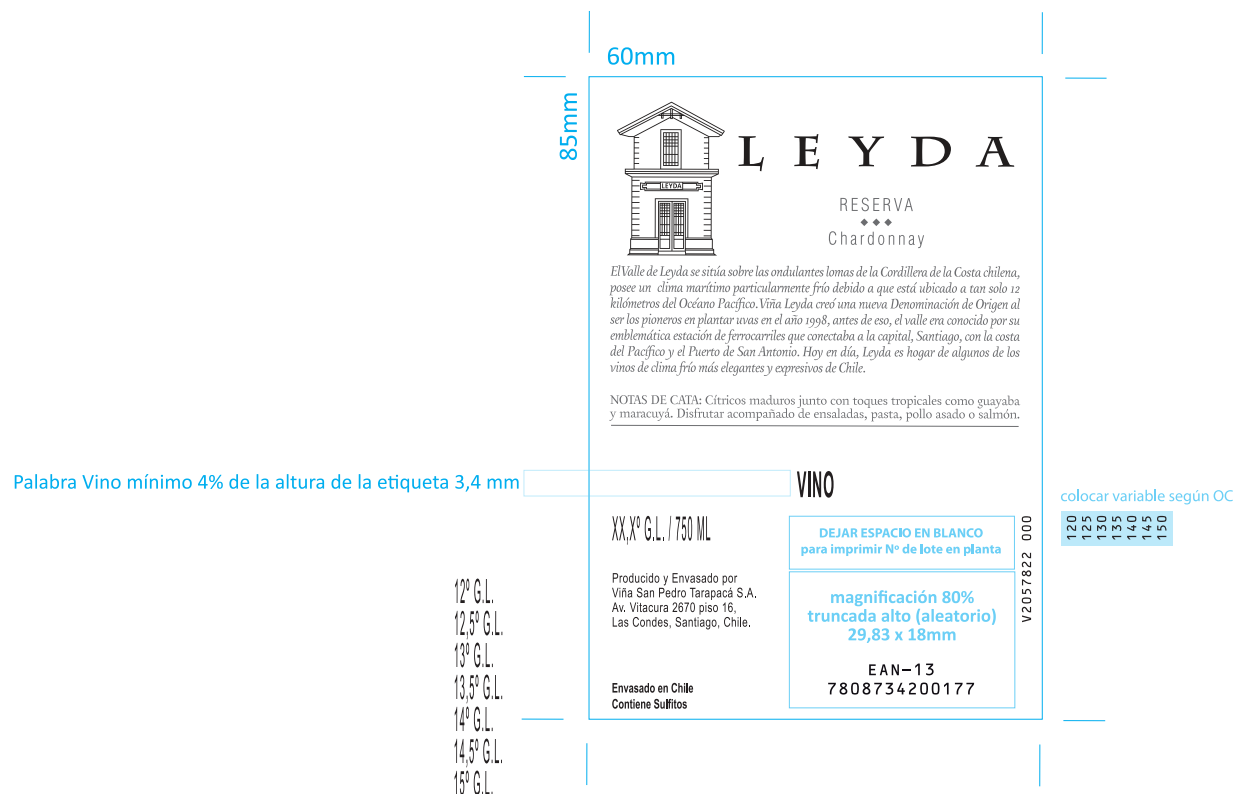 60mm
85mm
LEYDA
LEYDA
RESERVA
Chardonnay
El Valle de Leyda se sitúa sobre las ondulantes lomas de la Cordillera de la Costa chilena,
posee un clima marítimo particularmente frío debido a que está ubicado a tan solo 12
kilómetros del Océano Pacífico. Viña Leyda creó una nueva Denominación de Origen al
ser los pioneros en plantar uvas en el año 1998, antes de eso, el valle era conocido por su
emblemática estación de ferrocarriles que conectaba a la capital, Santiago, con la costa
del Pacífico y el Puerto de San Antonio. Hoy en día, Leyda es hogar de algunos de los
vinos de clima frío más elegantes y expresivos de Chile.
NOTAS DE CATA: Cítricos maduros junto con toques tropicales como guayaba
y maracuyá. Disfrutar acompañado de ensaladas, pasta, pollo asado o salmón.
Palabra Vino mínimo 4% de la altura de la etiqueta 3,4 mm
VINO
XX,Xº G.L. / 750 ML
DEJAR ESPACIO EN BLANCO
para imprimir Nº de lote en planta
V2057822 000
colocar variable según OC
120
125
130
135
140
145
150
Producido y Envasado por
Viña San Pedro Tarapacá S.A.
Av. Vitacura 2670 piso 16,
Las Condes, Santiago, Chile.
magnificación 80%
truncada alto (aleatorio)
29,83 x 18mm
EAN-13
7808734200177
Envasado en Chile
Contiene Sulfitos
12º G.L.
12,5º G.L.
13º G.L.
13,5º G.L.
14º G.L.
14,5º G.L.
15º G.L.